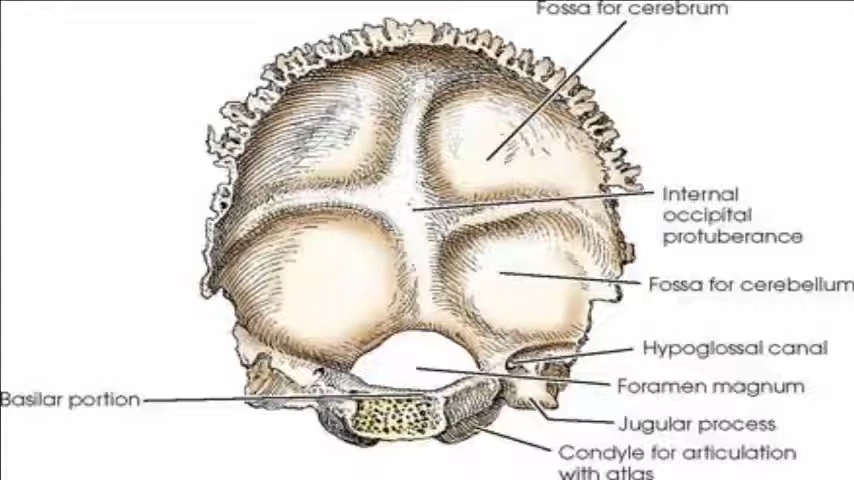 Fossa for cerebrum
Internal
occipital
protuberance
Fossa for cerebellum
Hypoglossal canal
Foramen magnum
Basilar portion
Jugular process
Condyle for articulation
with atlas